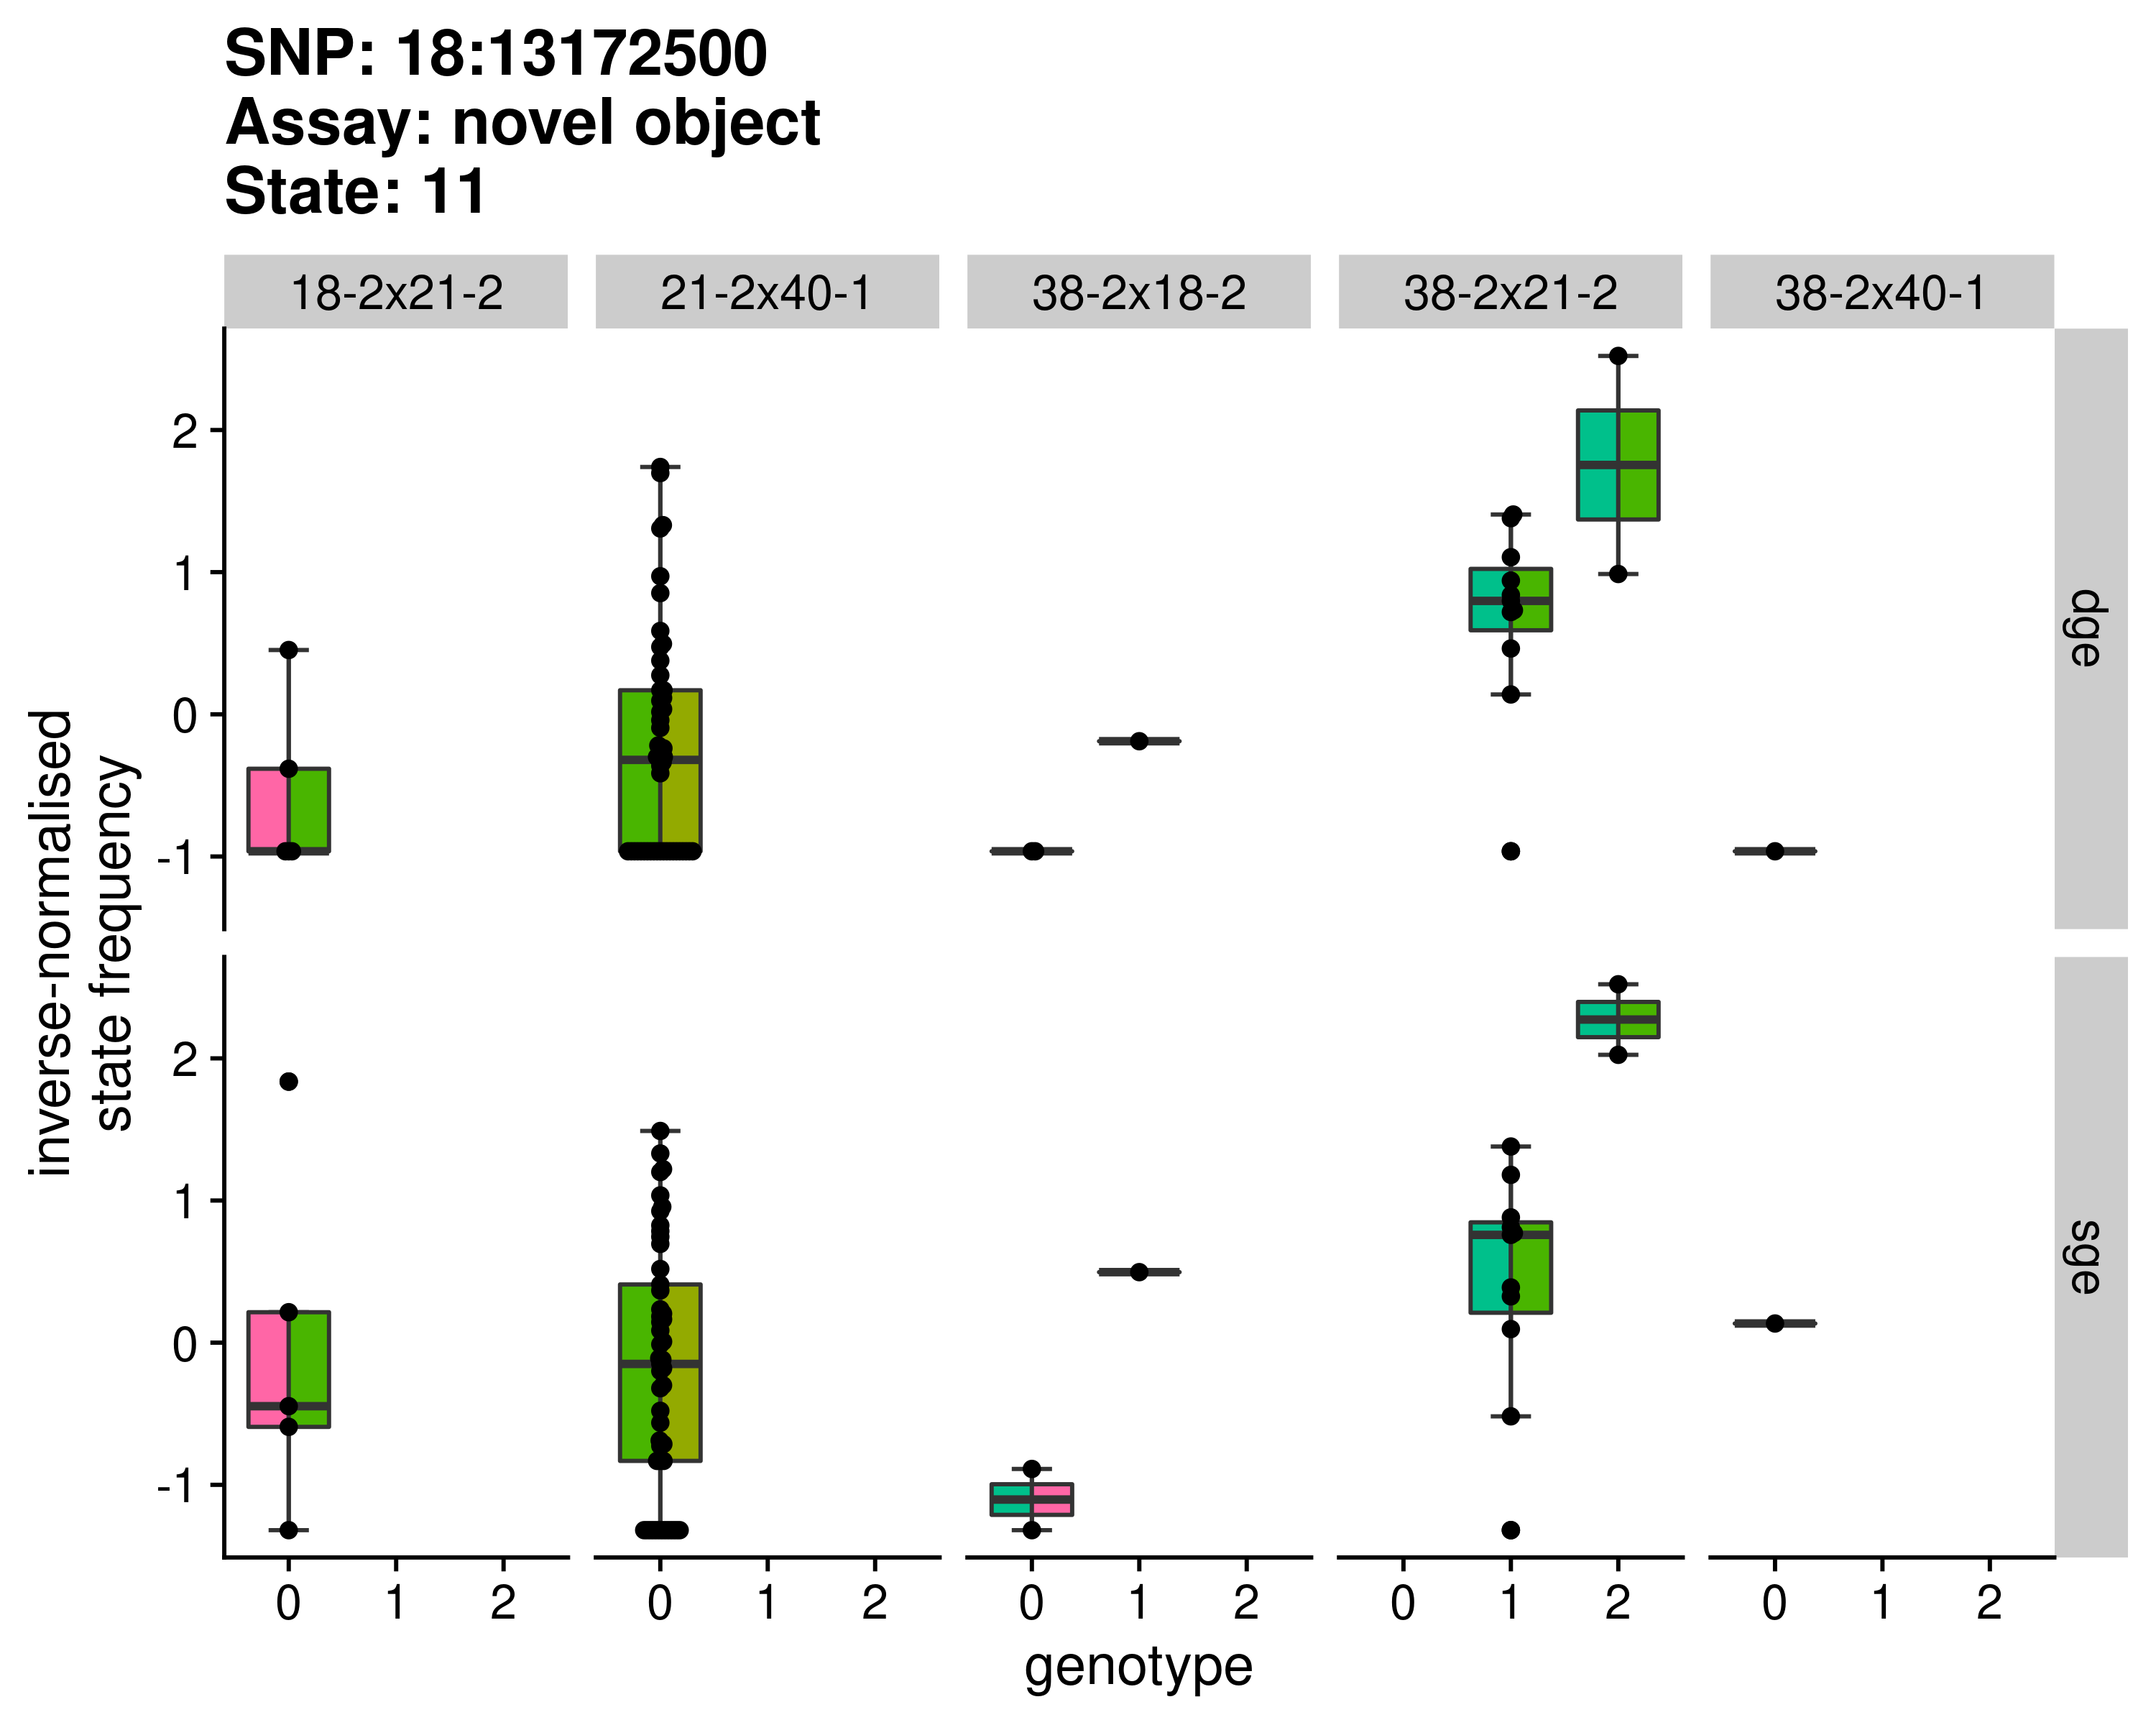 SNP: 18:13172500
Assay: novel object
State: 11
18-2x21-2
21-2x40-1
38-2x18-2
38-2x21-2
38-2x40-1
inverse-normalised
state frequency
2
1
0
-1
dge
2
1
0
-1
sge
0
1
2
0
1
2
0
1
2
0
1
2
0
1
2
genotype